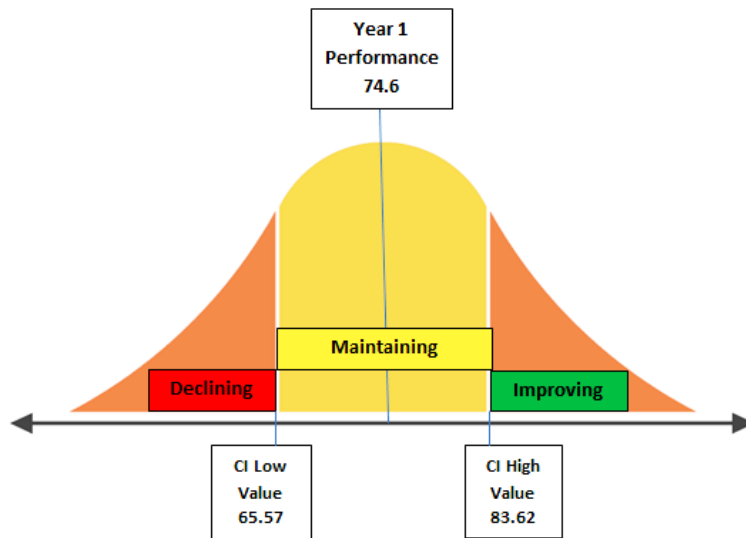 Year 1
Performance
74.6
Maintaining
Declining
Improving
CI Low
Value
65.57
CI High
Value
83.62